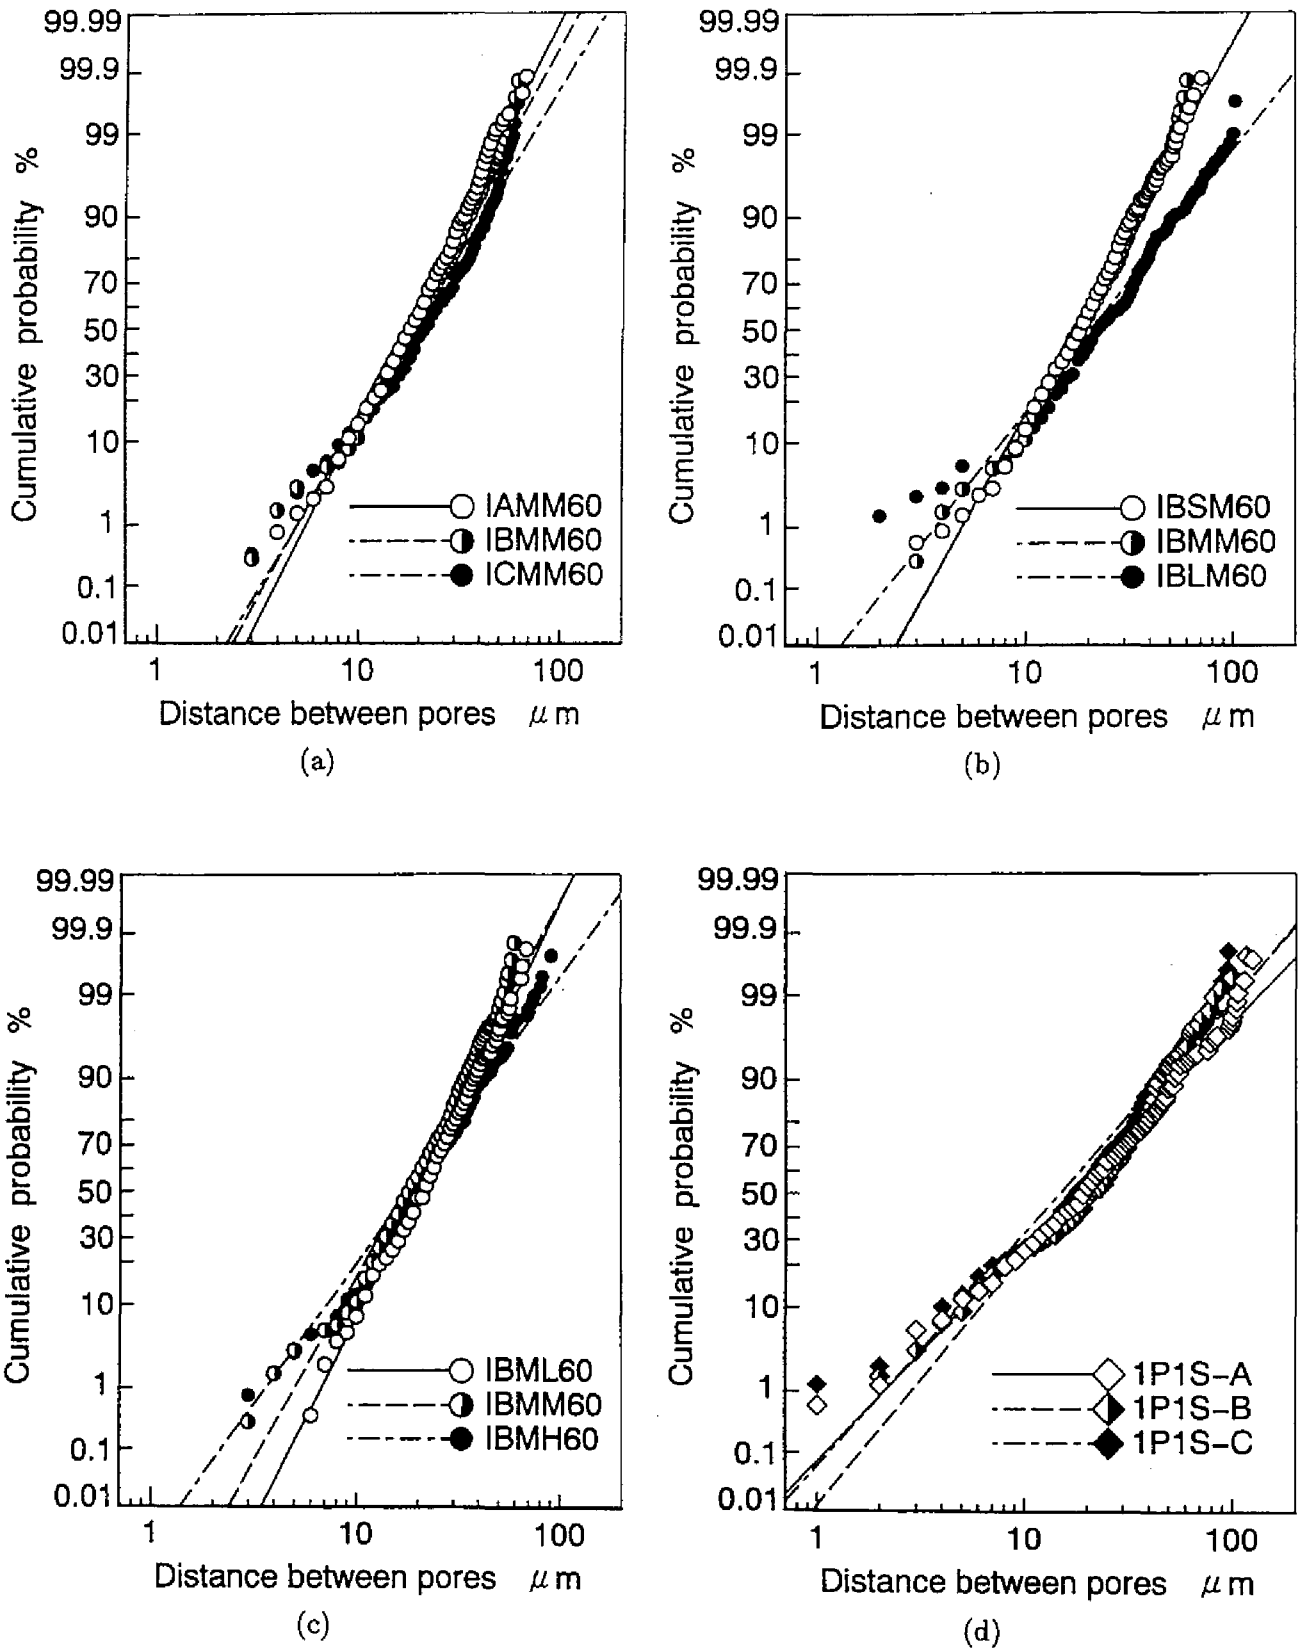 99.99
99.9
99
90
70
50
30
10
1
0.1
0.01
Cumulative probability %
IAMM60
IBMM60
ICMM60
1 10 100
Distance between pores μm
(a)
99.99
99.9
99
90
70
50
30
10
1
0.1
0.01
Cumulative probability %
IBSM60
IBMM60
IBLM60
1 10 100
Distance between pores μm
(b)
99.99
99.9
99
90
70
50
30
10
1
0.1
0.01
Cumulative probability %
IBML60
IBMM60
IBMH60
1 10 100
Distance between pores μm
(c)
99.99
99.9
99
90
70
50
30
10
1
0.1
0.01
Cumulative probability %
1P1S-A
1P1S-B
1P1S-C
1 10 100
Distance between pores μm
(d)